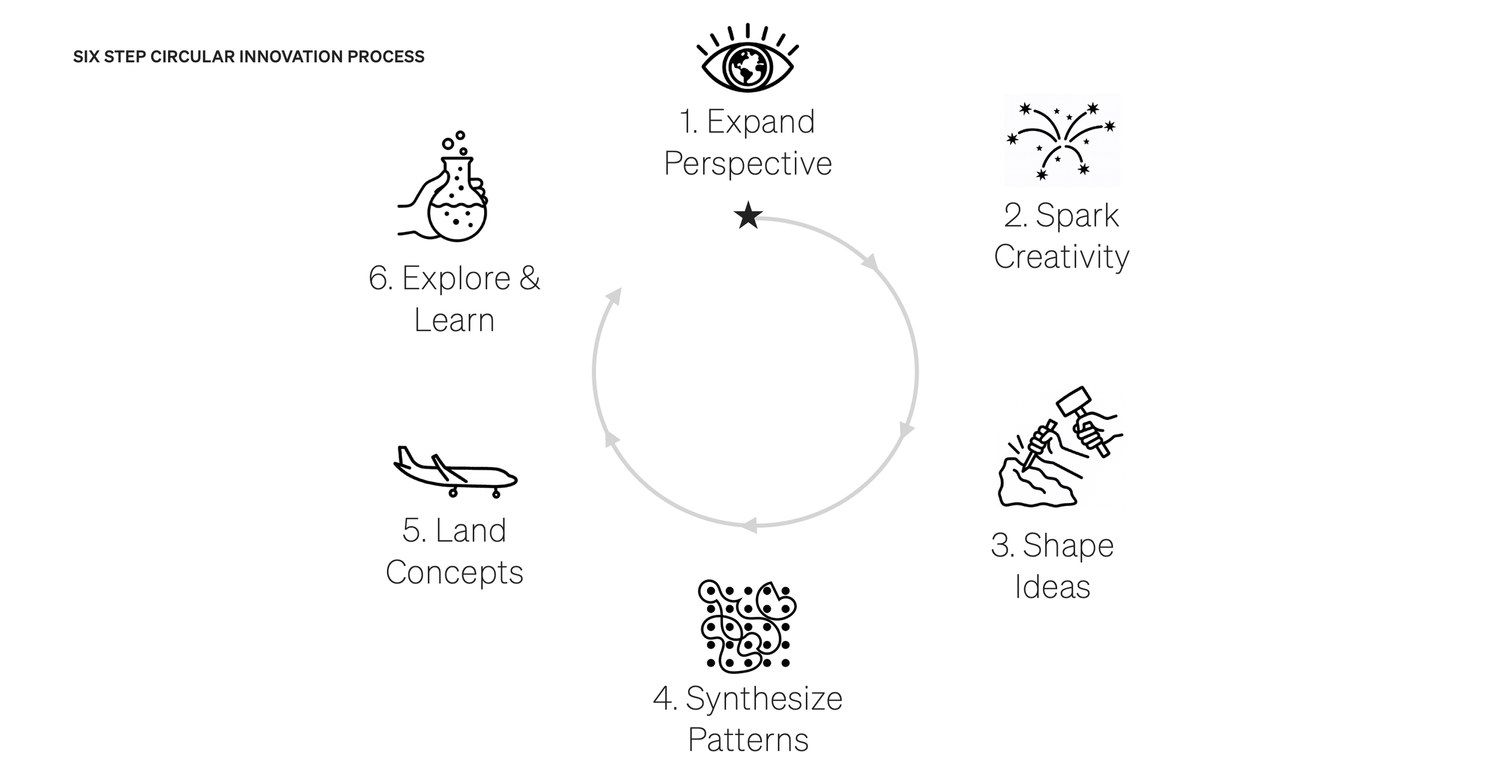 SIX STEP CIRCULAR INNOVATION PROCESS
1. Expand
Perspective
2. Spark
Creativity
3. Shape
Ideas
4. Synthesize
Patterns
5. Land
Concepts
6. Explore &
Learn